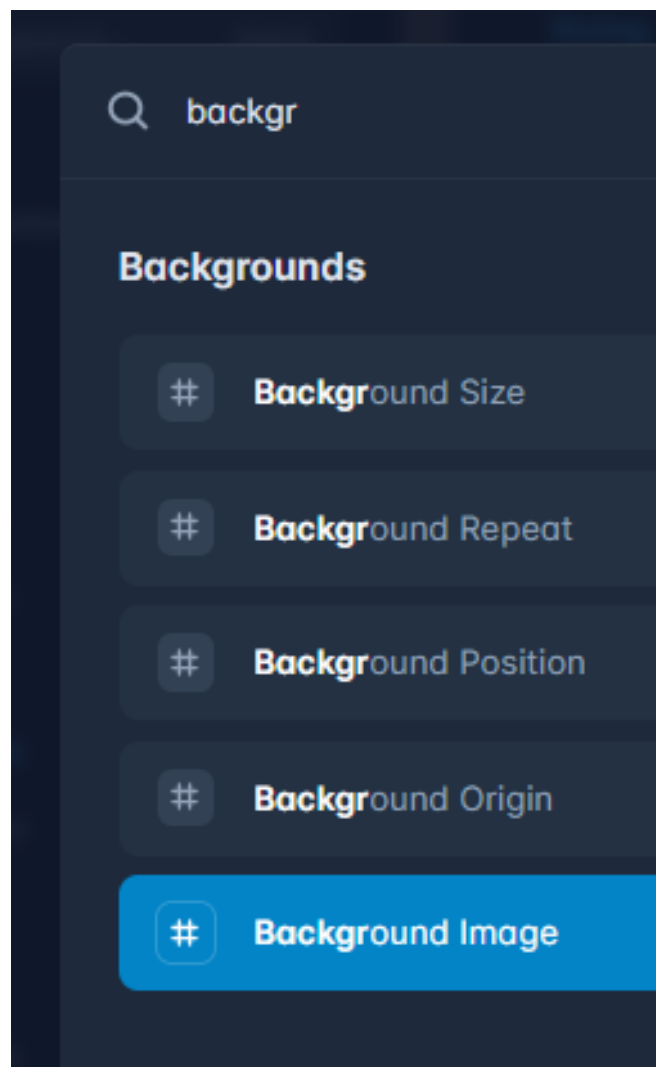 backgr
Backgrounds
# Background Size
# Background Repeat
# Background Position
# Background Origin
# Background Image